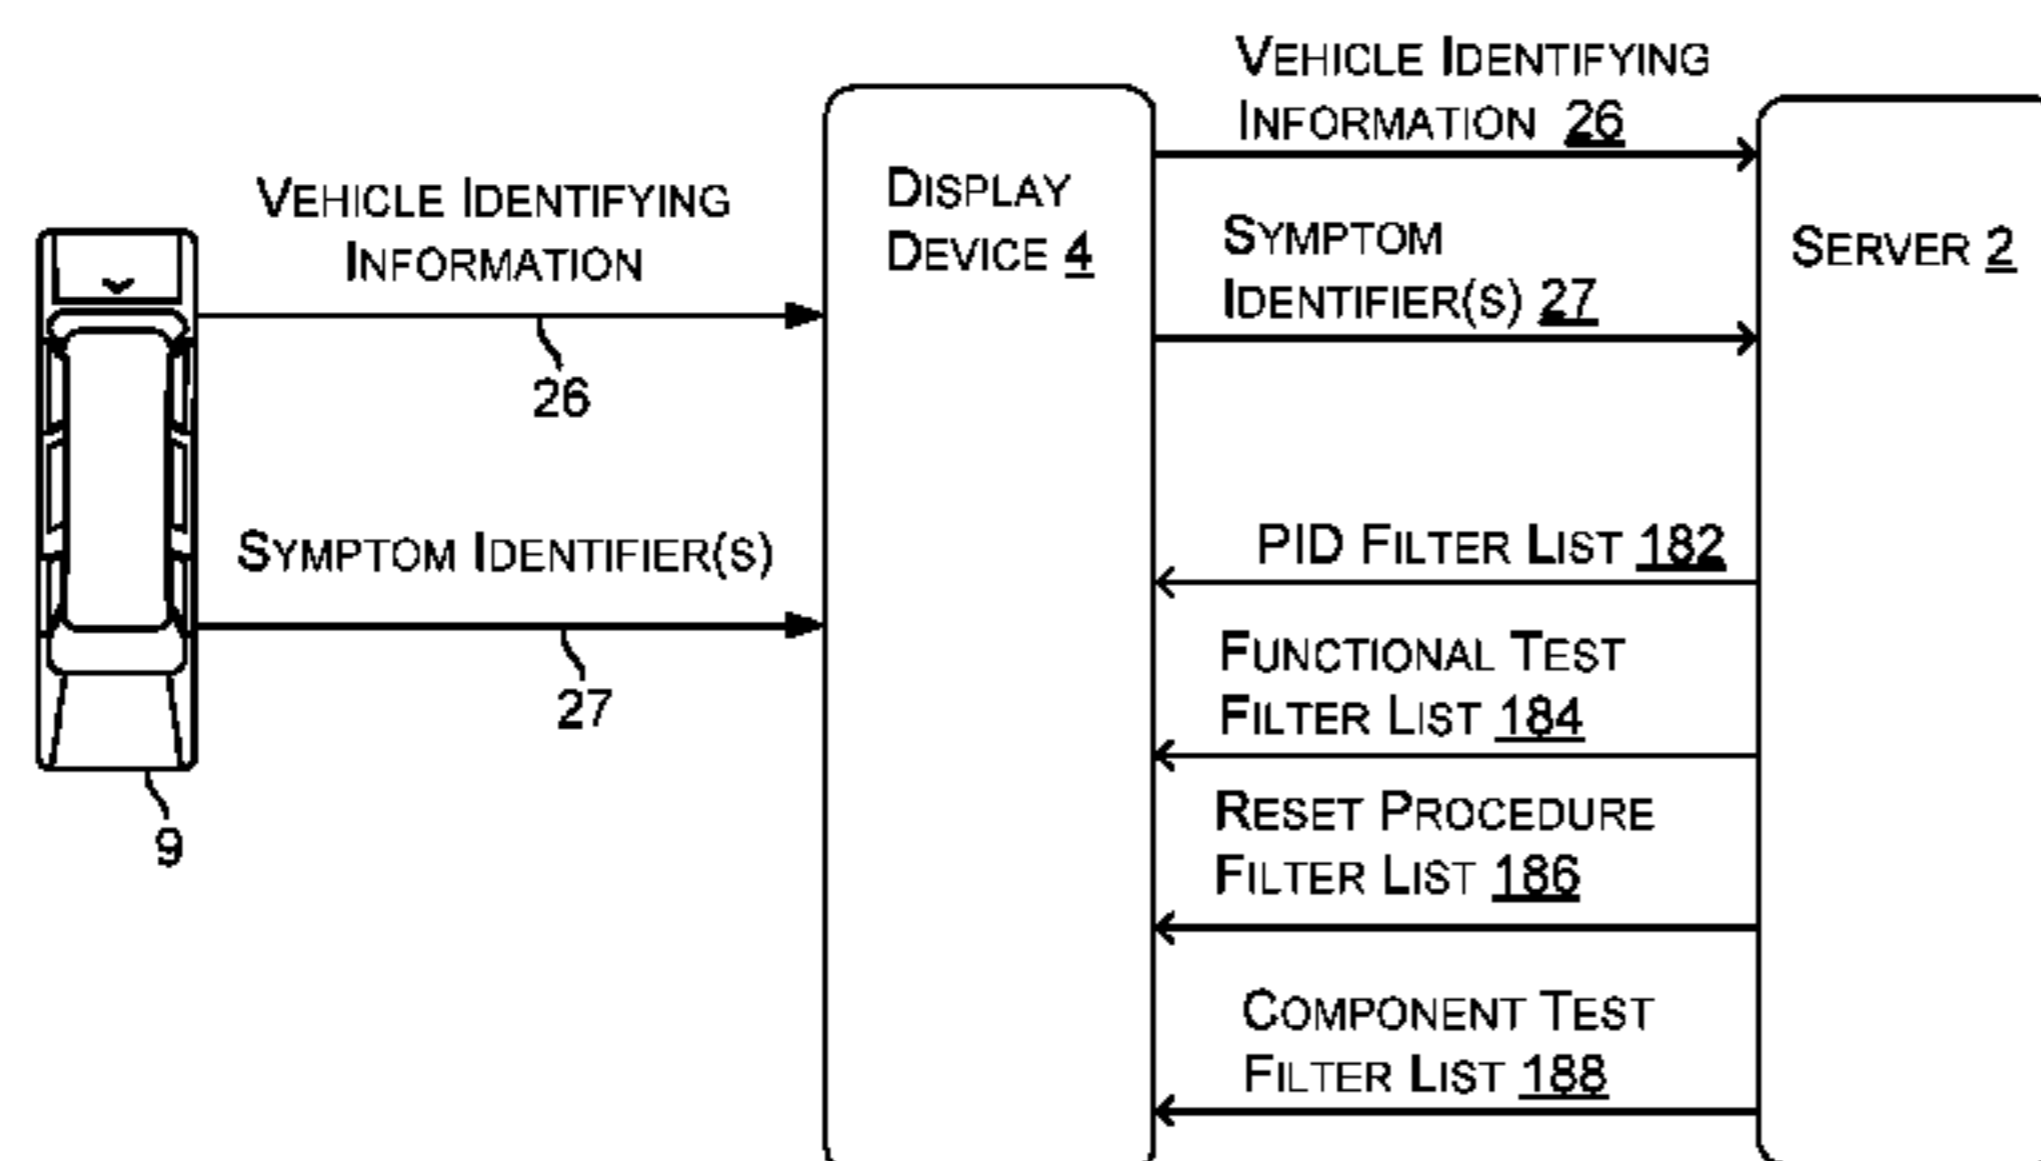 VEHICLE IDENTIFYING
INFORMATION
26
SYMPTOM IDENTIFIER(S)
27
9
DISPLAY
DEVICE 4
VEHICLE IDENTIFYING
INFORMATION 26
SYMPTOM
IDENTIFIER(S) 27
PID FILTER LIST 182
FUNCTIONAL TEST
FILTER LIST 184
RESET PROCEDURE
FILTER LIST 186
COMPONENT TEST
FILTER LIST 188
SERVER 2